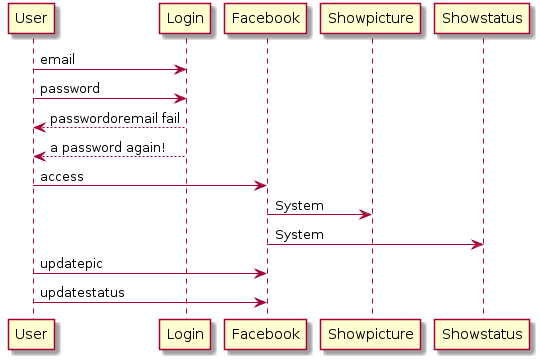 User Login Facebook Showpicture Showstatus
email
password
passwordoremail fail
a password again!
access
System
System
updatepic
updatestatus
User Login Facebook Showpicture Showstatus